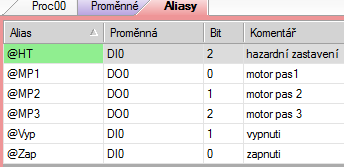 Proc00 Proměnné Aliasy
Alias Proměnná Bit Komentář
@HT DI0 2 hazardní zastavení
@MP1 DO0 0 motor pas1
@MP2 DO0 1 motor pas 2
@MP3 DO0 2 motor pas 3
@Vyp DI0 1 vypnuti
@Zap DI0 0 zapnuti